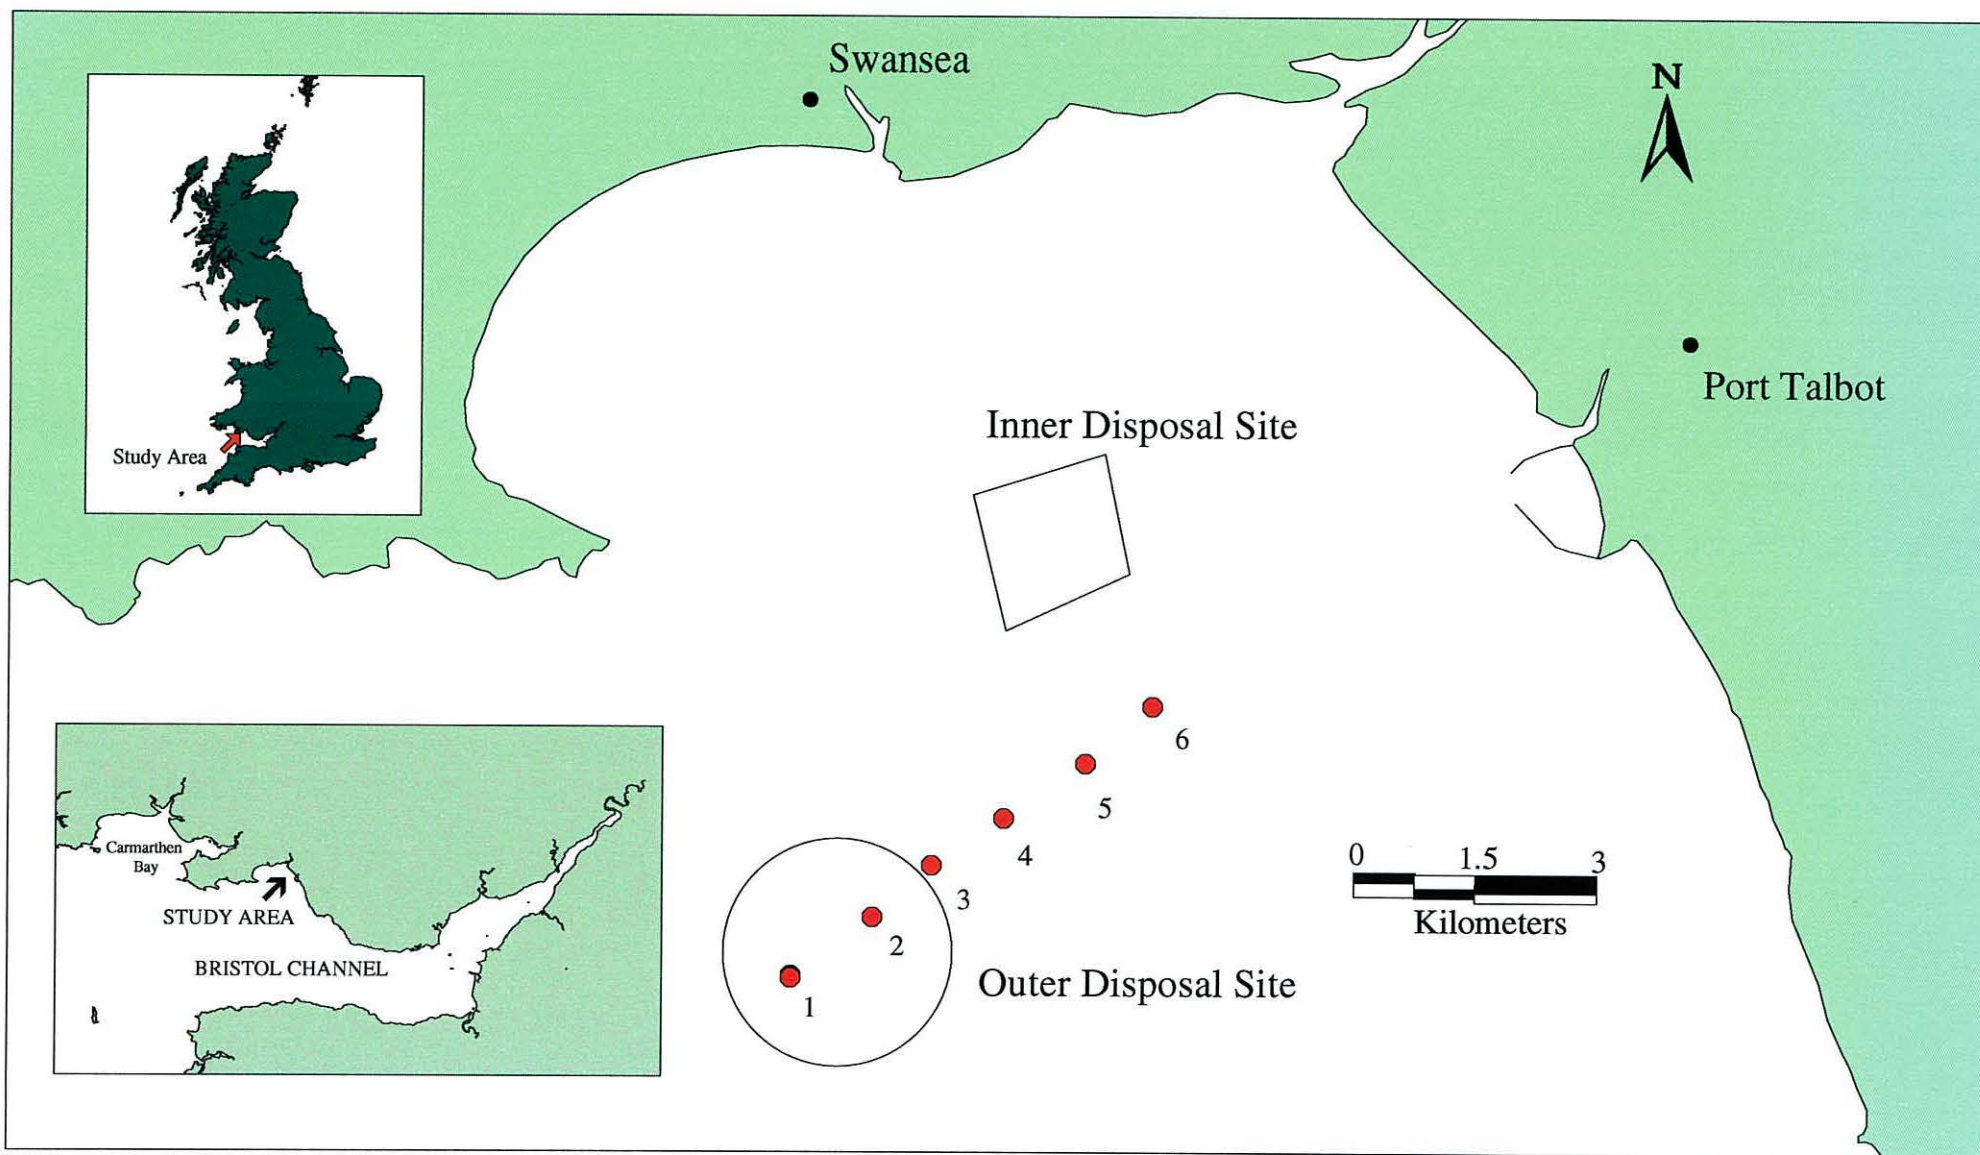 Swansea
N
Port Talbot
Inner Disposal Site
Study Area
6
5
4
3
2
1
Outer Disposal Site
0 1.5 3
Kilometers
Carmarthen
Bay
STUDY AREA
BRISTOL CHANNEL